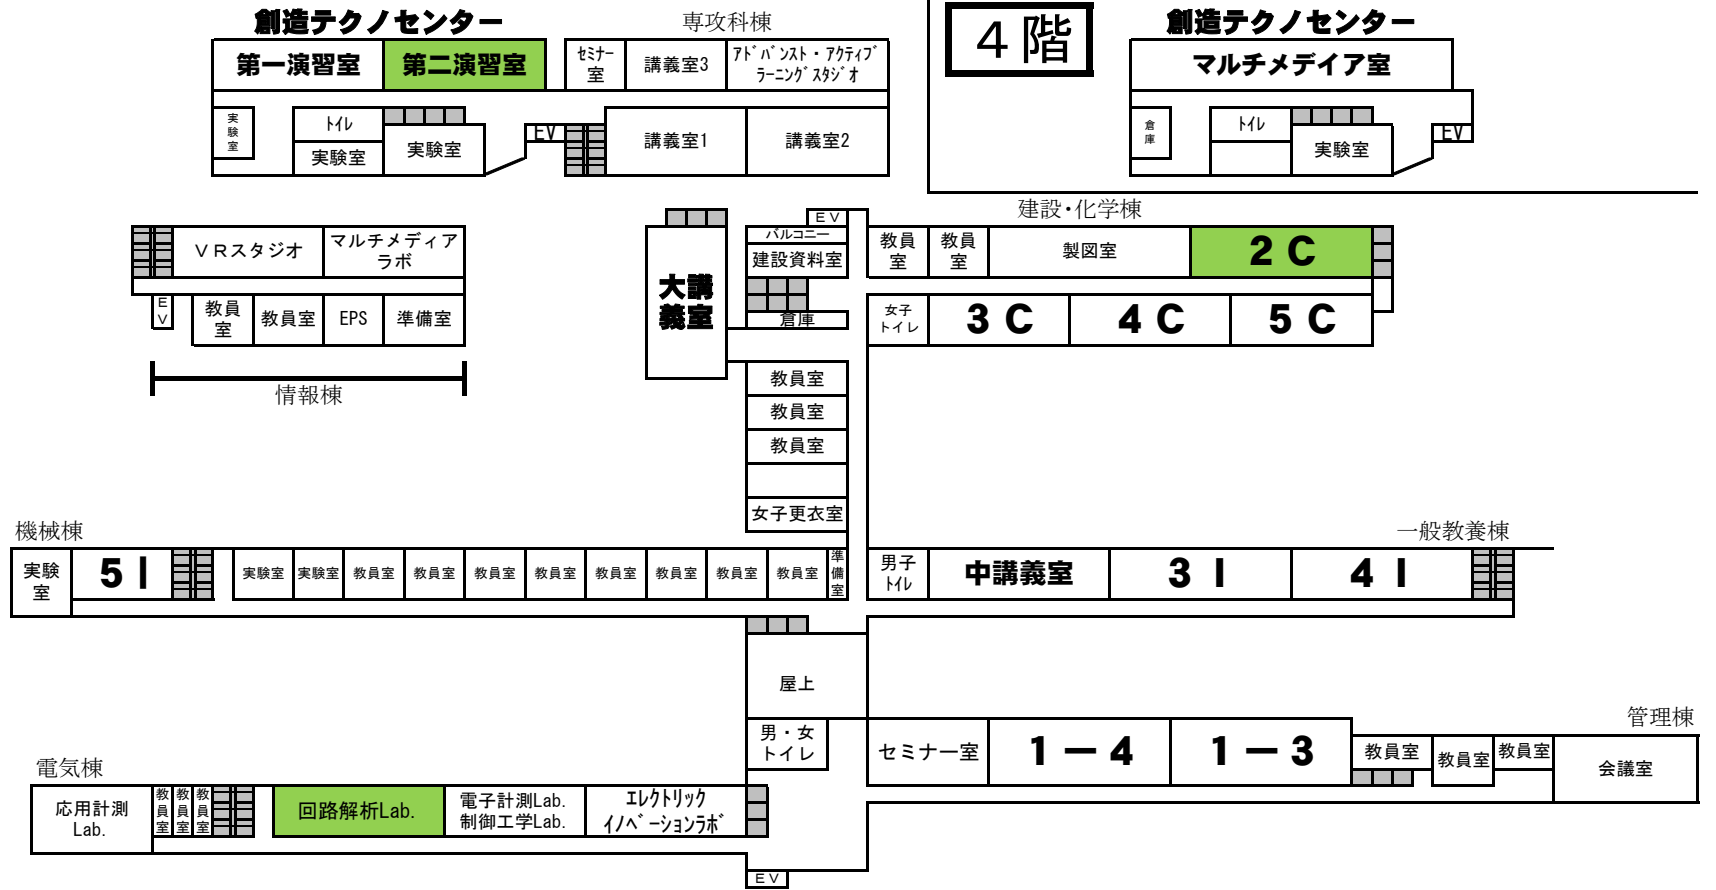 創造テクノセンター
専攻科棟
第一演習室
第二演習室
ｾﾐﾅｰ
室
講義室3
ｱﾄﾞﾊﾞﾝｽﾄ・ｱｸﾃｨﾌﾞ
ﾗｰﾆﾝｸﾞｽﾀｼﾞｵ
実
験
室
ﾄｲﾚ
実験室
実験室
EV
講義室1
講義室2
４階
創造テクノセンター
マルチメデイア室
倉
庫
ﾄｲﾚ
実験室
EV
ＶＲスタジオ
マルチメディア
ラボ
E
V
教員
室
教員室
EPS
準備室
情報棟
大講
義室
ＥＶ
バルコニー
建設資料室
倉庫
教員室
教員室
教員室
女子更衣室
建設・化学棟
教員
室
教員
室
製図室
２Ｃ
女子
トイレ
３Ｃ
４Ｃ
５Ｃ
機械棟
実験
室
５Ｉ
実験室
実験室
教員室
教員室
教員室
教員室
教員室
教員室
教員室
教員室
準
備
室
一般教養棟
男子
ﾄｲﾚ
中講義室
３Ｉ
４Ｉ
屋上
男・女
トイレ
管理棟
セミナー室
１－４
１－３
教員室
教員室
教員室
会議室
電気棟
応用計測
Lab.
教
員
室
教
員
室
教
員
室
回路解析Lab.
電子計測Lab.
制御工学Lab.
ｴﾚｸﾄﾘｯｸ
ｲﾉﾍﾞｰｼｮﾝﾗﾎﾞ
ＥＶ